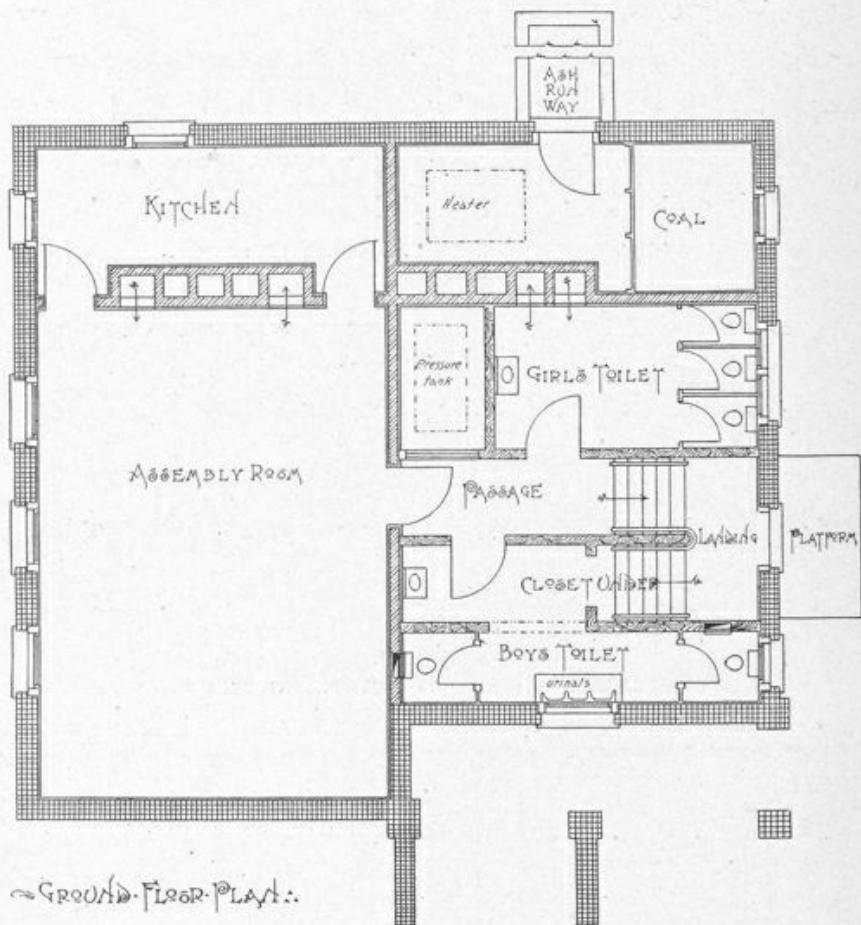 ASH
RUN
WAY
KITCHEN
Heater
COAL
Pressure
tank
GIRLS TOILET
ASSEMBLY ROOM
PASSAGE
LANDING
PLATFORM
CLOSET UNDER
BOYS TOILET
urinals
GROUND·FLOOR·PLAN